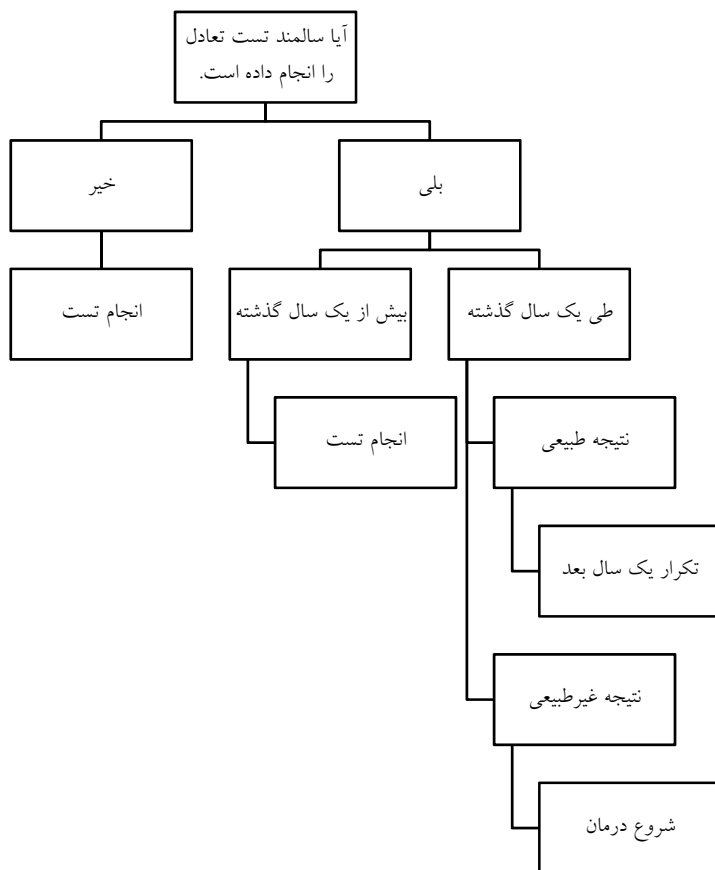 آیا سالمند تست تعادل
را انجام داده است.
بلی
خیر
طی یک سال گذشته
بیش از یک سال گذشته
انجام تست
نتیجه طبیعی
انجام تست
تکرار یک سال بعد
نتیجه غیرطبیعی
شروع درمان